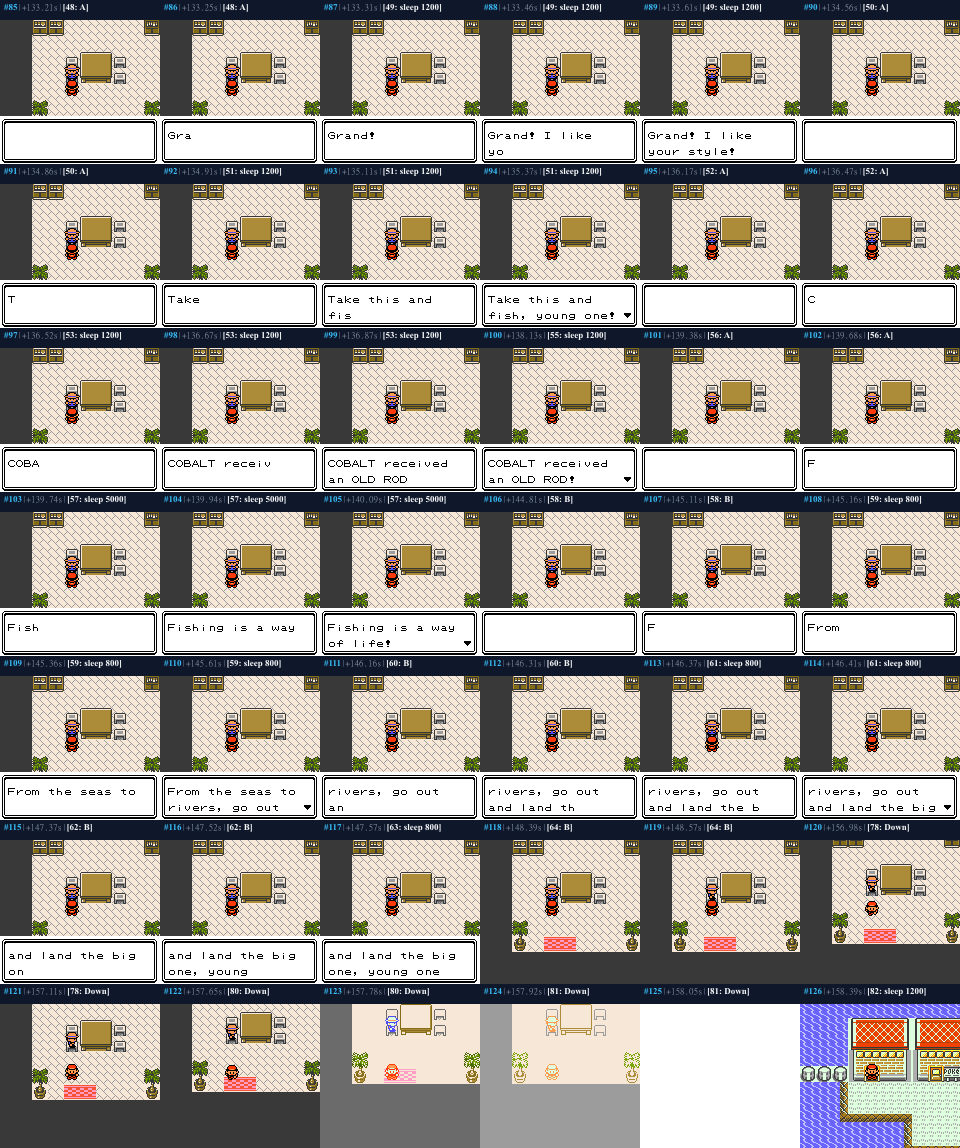 #85|+133.21s|[48: A]
#86|+133.25s|[48: A]
Gra
#87|+133.31s|[49: sleep 1200]
Grand!
#88|+133.46s|[49: sleep 1200]
Grand! I like
yo
#89|+133.61s|[49: sleep 1200]
Grand! I like
your style!
#90|+134.56s|[50: A]
#91|+134.86s|[50: A]
T
#92|+134.91s|[51: sleep 1200]
Take
#93|+135.11s|[51: sleep 1200]
Take this and
fis
#94|+135.37s|[51: sleep 1200]
Take this and
fish, young one!
#95|+136.17s|[52: A]
#96|+136.47s|[52: A]
C
#97|+136.52s|[53: sleep 1200]
COBA
#98|+136.67s|[53: sleep 1200]
COBALT receiv
#99|+136.87s|[53: sleep 1200]
COBALT received
an OLD ROD
#100|+138.13s|[55: sleep 1200]
COBALT received
an OLD ROD!
#101|+139.38s|[56: A]
#102|+139.68s|[56: A]
F
#103|+139.74s|[57: sleep 5000]
Fish
#104|+139.94s|[57: sleep 5000]
Fishing is a way
#105|+140.09s|[57: sleep 5000]
Fishing is a way
of life!
#106|+144.81s|[58: B]
#107|+145.11s|[58: B]
F
#108|+145.16s|[59: sleep 800]
From
#109|+145.36s|[59: sleep 800]
From the seas to
#110|+145.61s|[59: sleep 800]
From the seas to
rivers, go out
#111|+146.16s|[60: B]
rivers, go out
an
#112|+146.31s|[60: B]
rivers, go out
and land th
#113|+146.37s|[61: sleep 800]
rivers, go out
and land the b
#114|+146.41s|[61: sleep 800]
rivers, go out
and land the big
#115|+147.37s|[62: B]
and land the big
on
#116|+147.52s|[62: B]
and land the big
one, young
#117|+147.57s|[63: sleep 800]
and land the big
one, young one
#118|+148.39s|[64: B]
#119|+148.57s|[64: B]
#120|+156.98s|[78: Down]
#121|+157.11s|[78: Down]
#122|+157.65s|[80: Down]
#123|+157.78s|[80: Down]
#124|+157.92s|[81: Down]
#125|+158.05s|[81: Down]
#126|+158.39s|[82: sleep 1200]
POKé